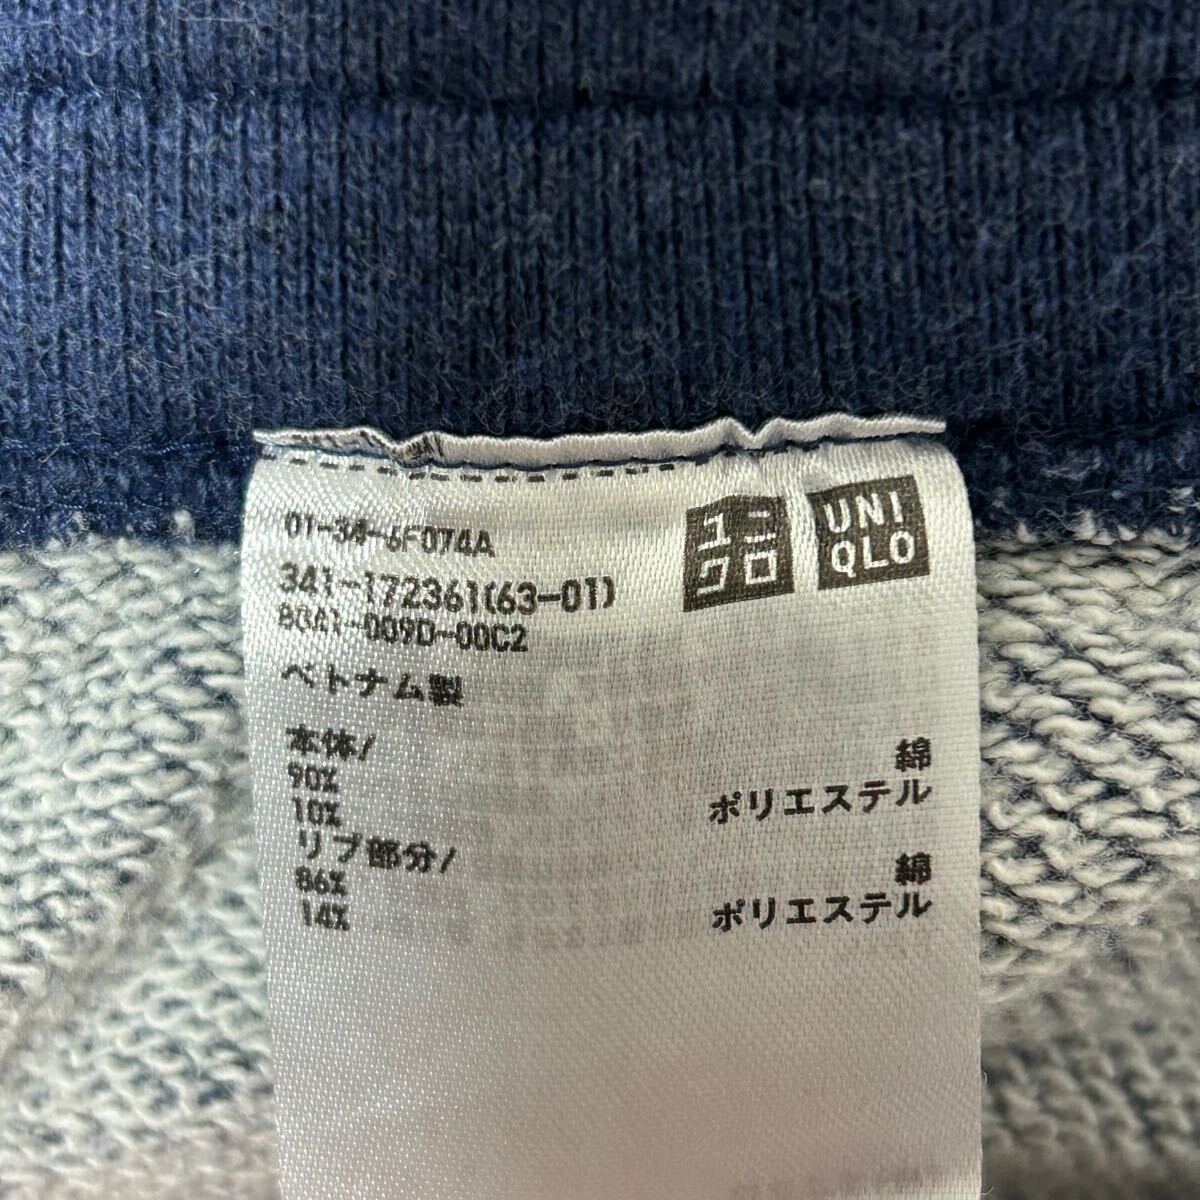 01-34-6F074A
341-172361(63-01)
80A1-009D-00C2
ユニ
クロ
UNI
QLO
ベトナム製
本体/
90% 綿
10% ポリエステル
リブ部分/
86% 綿
14% ポリエステル